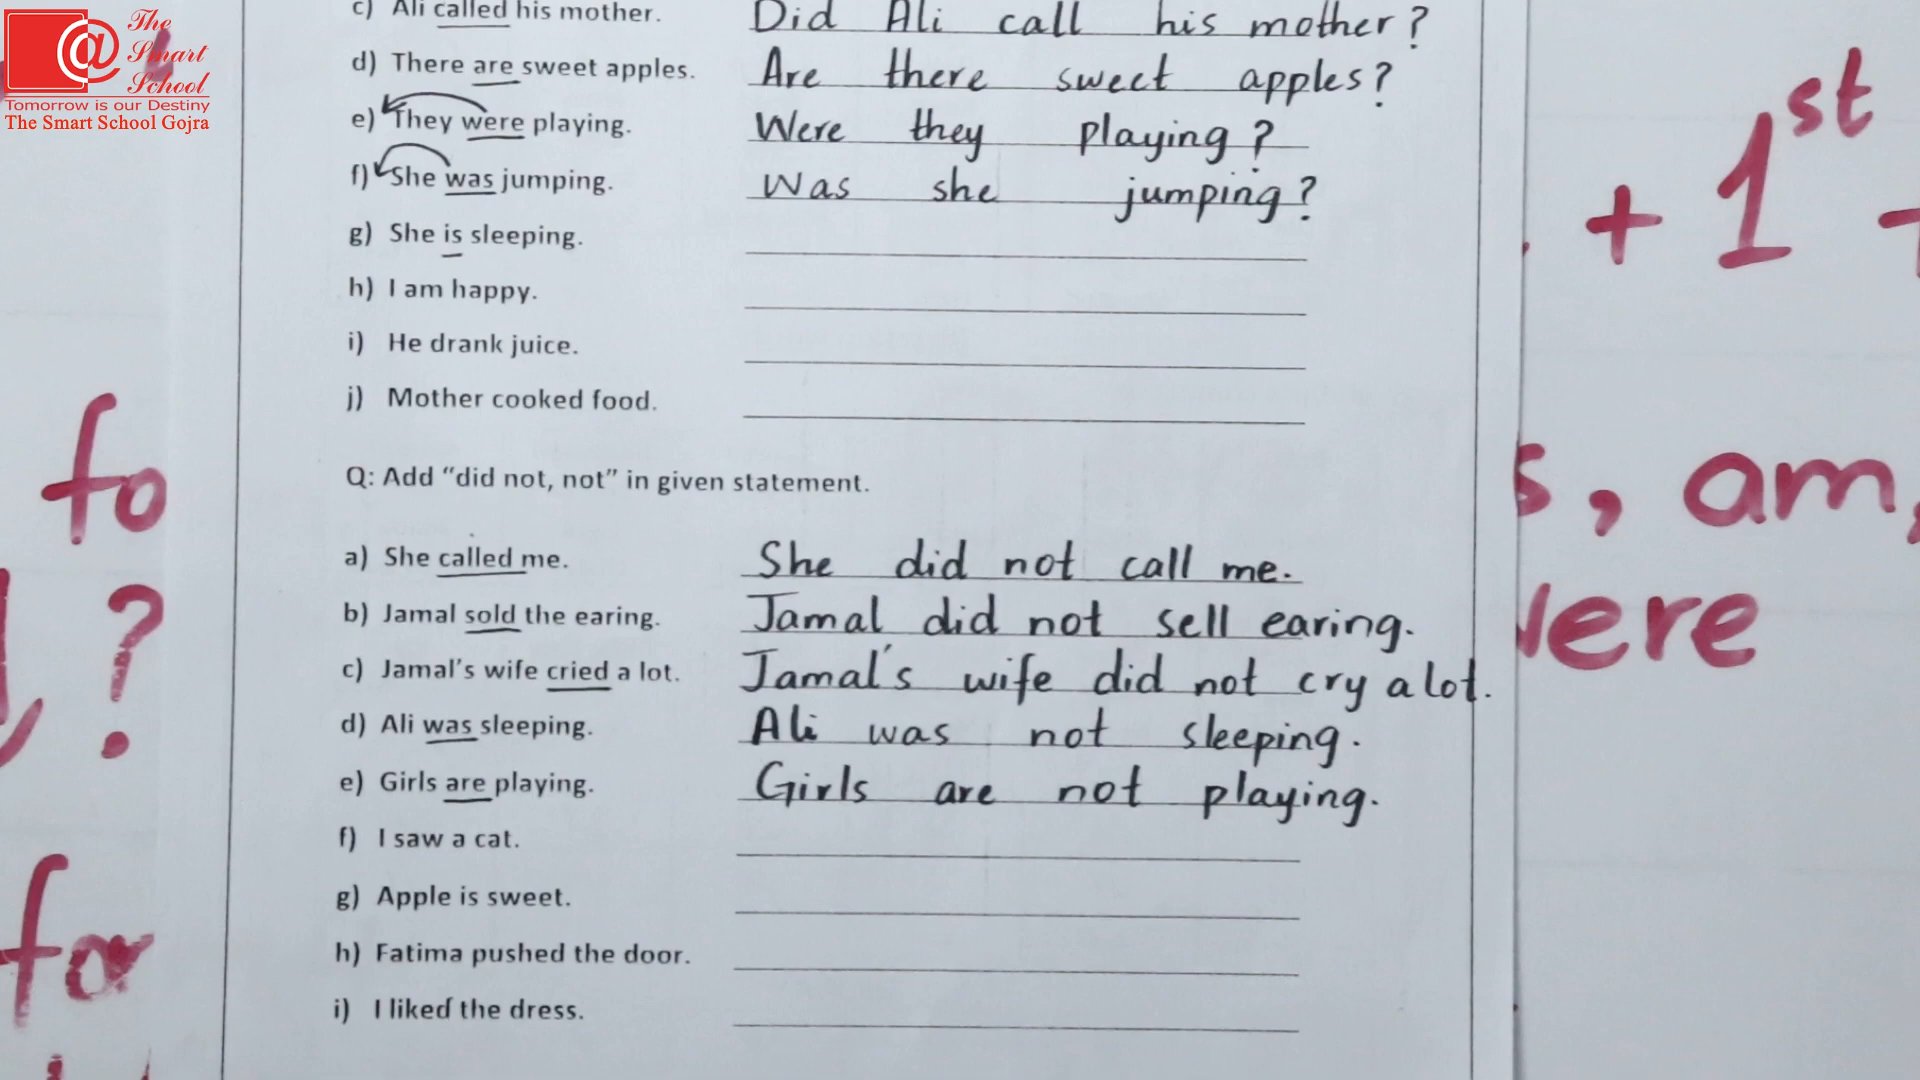 The
Smart
School
Tomorrow is our Destiny
The Smart School Gojra
c) Ali called his mother. Did Ali call his mother?
d) There are sweet apples. Are there sweet apples?
e) They were playing. Were they playing?
f) She was jumping. Was she jumping?
g) She is sleeping.
h) I am happy.
i) He drank juice.
j) Mother cooked food.
Q: Add “did not, not” in given statement.
a) She called me. She did not call me.
b) Jamal sold the earing. Jamal did not sell earing.
c) Jamal’s wife cried a lot. Jamal's wife did not cry a lot.
d) Ali was sleeping. Ali was not sleeping.
e) Girls are playing. Girls are not playing.
f) I saw a cat.
g) Apple is sweet.
h) Fatima pushed the door.
i) I liked the dress.
fo
?
for
+ 1st +
s, am,
were